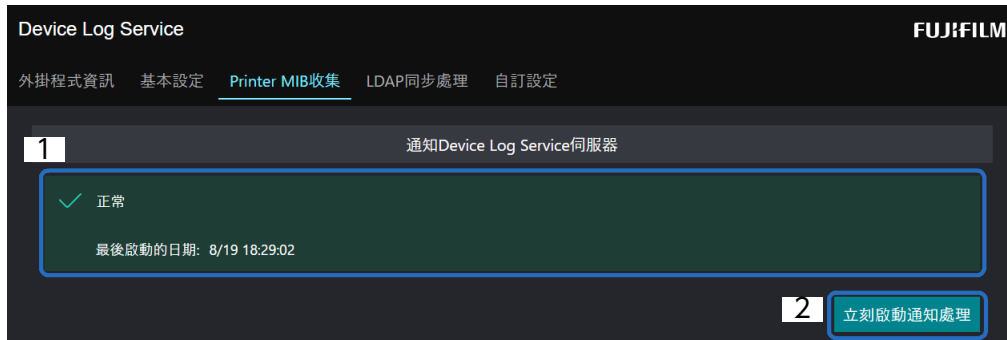 Device Log Service
FUJIFILM
外掛程式資訊 基本設定 Printer MIB收集 LDAP同步處理 自訂設定
1
通知Device Log Service伺服器
正常
最後啟動的日期: 8/19 18:29:02
2
立刻啟動通知處理